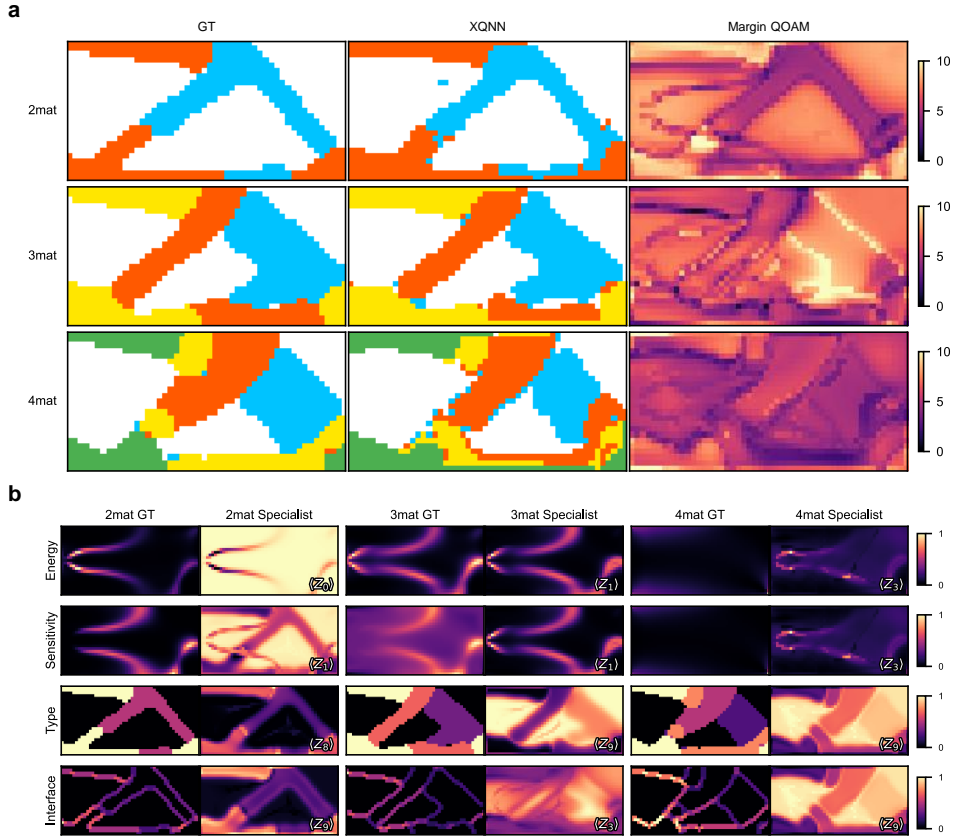 a
GT XQNN Margin QOAM
2mat
10
5
0
3mat
10
5
0
4mat
10
5
0
b
2mat GT 2mat Specialist 3mat GT 3mat Specialist 4mat GT 4mat Specialist
Energy
⟨Z₀⟩ ⟨Z₁⟩ ⟨Z₃⟩
1
0
Sensitivity
⟨Z₁⟩ ⟨Z₁⟩ ⟨Z₃⟩
1
0
Type
⟨Z₈⟩ ⟨Z₉⟩ ⟨Z₉⟩
1
0
Interface
⟨Z₉⟩ ⟨Z₃⟩ ⟨Z₉⟩
1
0